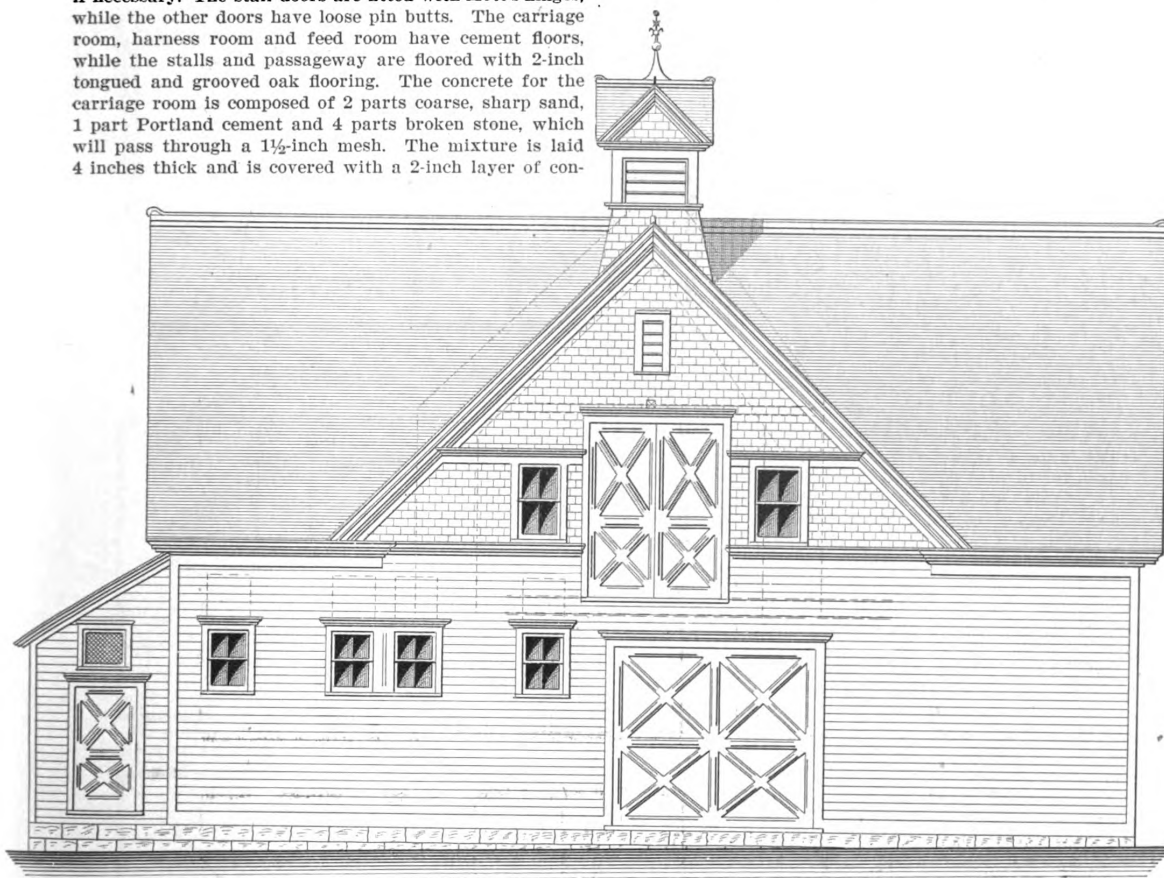 while the other doors have loose pin butts. The carriage
room, harness room and feed room have cement floors,
while the stalls and passageway are floored with 2-inch
tongued and grooved oak flooring. The concrete for the
carriage room is composed of 2 parts coarse, sharp sand,
1 part Portland cement and 4 parts broken stone, which
will pass through a 1½-inch mesh. The mixture is laid
4 inches thick and is covered with a 2-inch layer of con-